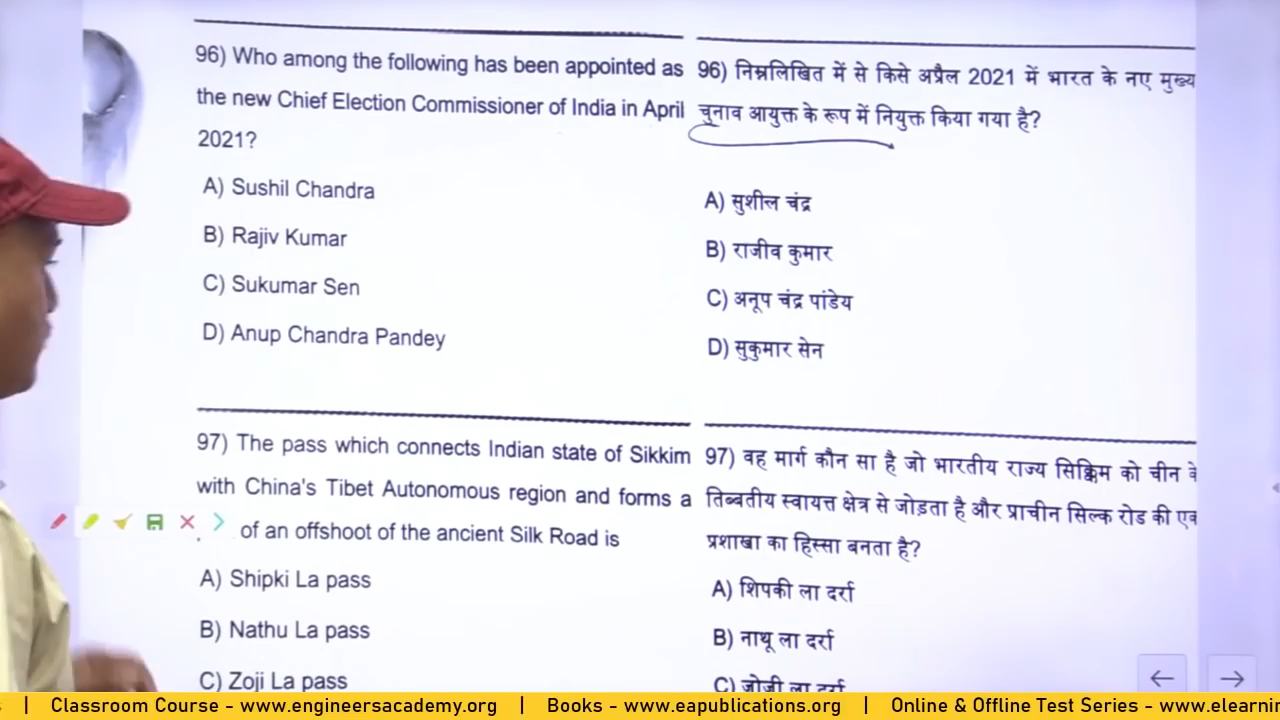 96) Who among the following has been appointed as
the new Chief Election Commissioner of India in April
2021?
A) Sushil Chandra
B) Rajiv Kumar
C) Sukumar Sen
D) Anup Chandra Pandey
96) निम्नलिखित में से किसे अप्रैल 2021 में भारत के नए मुख्य
चुनाव आयुक्त के रूप में नियुक्त किया गया है?
A) सुशील चंद्र
B) राजीव कुमार
C) अनूप चंद्र पांडेय
D) सुकुमार सेन
97) The pass which connects Indian state of Sikkim
with China's Tibet Autonomous region and forms a
of an offshoot of the ancient Silk Road is
A) Shipki La pass
B) Nathu La pass
C) Zoji La pass
97) वह मार्ग कौन सा है जो भारतीय राज्य सिक्किम को चीन के
तिब्बतीय स्वायत्त क्षेत्र से जोड़ता है और प्राचीन सिल्क रोड की एक
प्रशाखा का हिस्सा बनता है?
A) शिपकी ला दर्रा
B) नाथू ला दर्रा
C) जोजी ला दर्रा
| Classroom Course - www.engineersacademy.org | Books - www.eapublications.org | Online & Offline Test Series - www.elearni